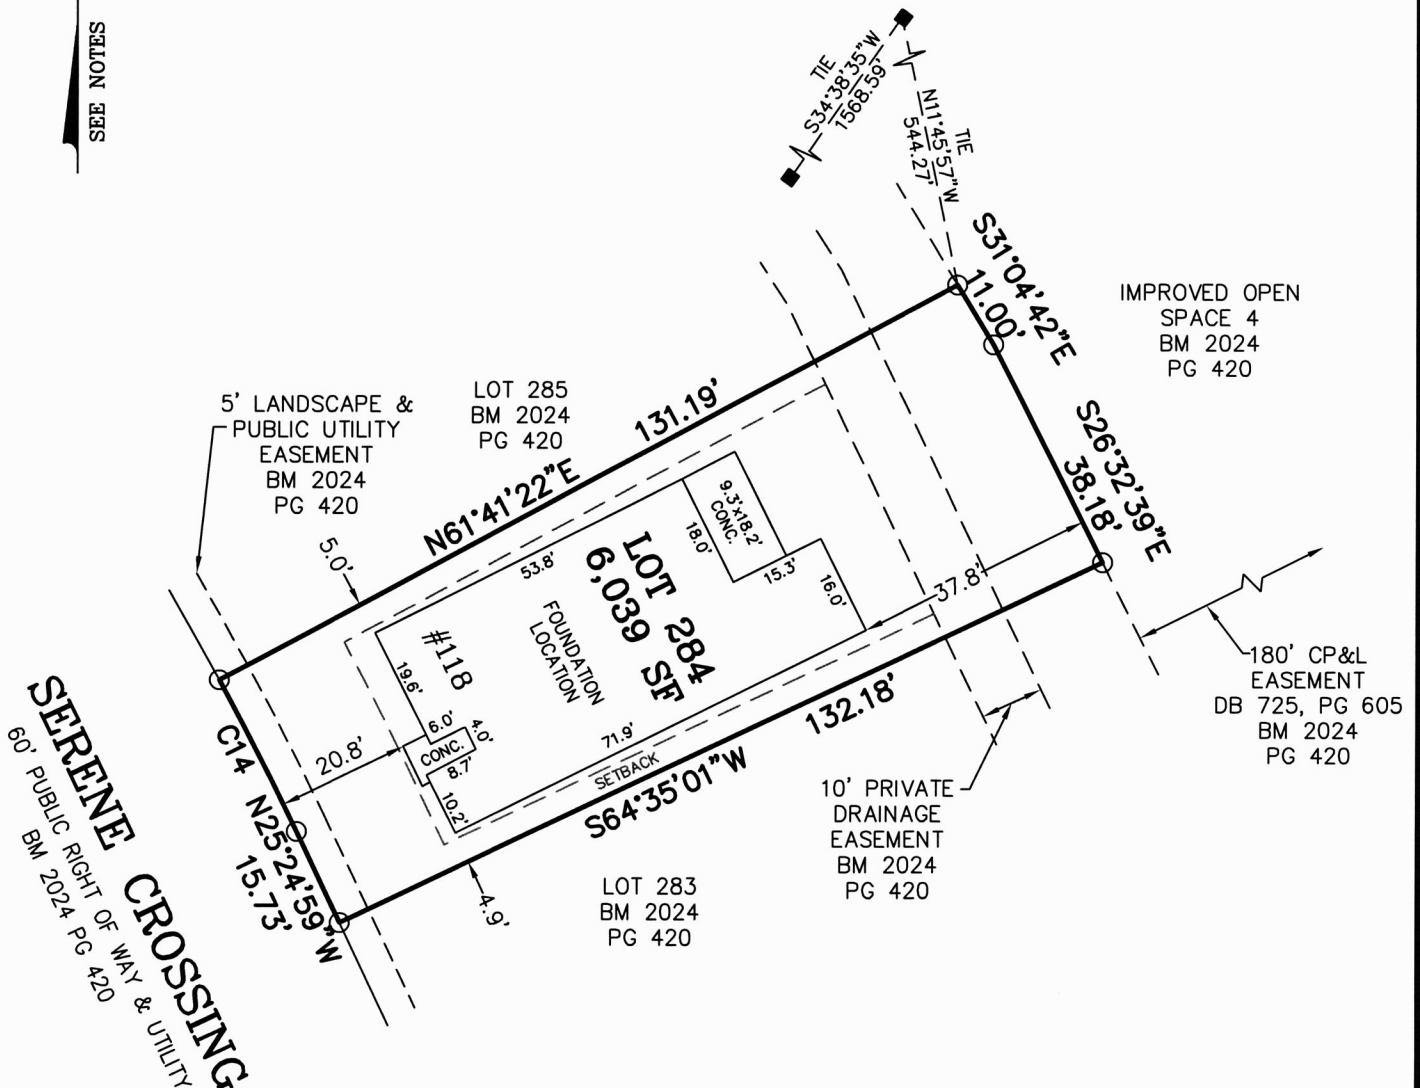 SEE NOTES
TIE
S34°38'35"W
1568.59'
TIE
N11°45'57"W
544.27'
S31°04'42"E
11.00'
IMPROVED OPEN
SPACE 4
BM 2024
PG 420
S26°32'39"E
38.18'
5' LANDSCAPE &
PUBLIC UTILITY
EASEMENT
BM 2024
PG 420
LOT 285
BM 2024
PG 420
131.19'
N61°41'22"E
5.0'
53.8'
18.0'
9.3'x18.2'
CONC.
15.3'
16.0'
37.8'
LOT 284
6,039 SF
FOUNDATION
LOCATION
#118
19.6'
6.0'
4.0'
CONC.
8.7'
10.2'
71.9'
SETBACK
20.8'
132.18'
S64°35'01"W
4.9'
C14
N25°24'59"W
15.73'
180' CP&L
EASEMENT
DB 725, PG 605
BM 2024
PG 420
10' PRIVATE
DRAINAGE
EASEMENT
BM 2024
PG 420
LOT 283
BM 2024
PG 420
SERENE CROSSING
60' PUBLIC RIGHT OF WAY & UTILITY
BM 2024 PG 420